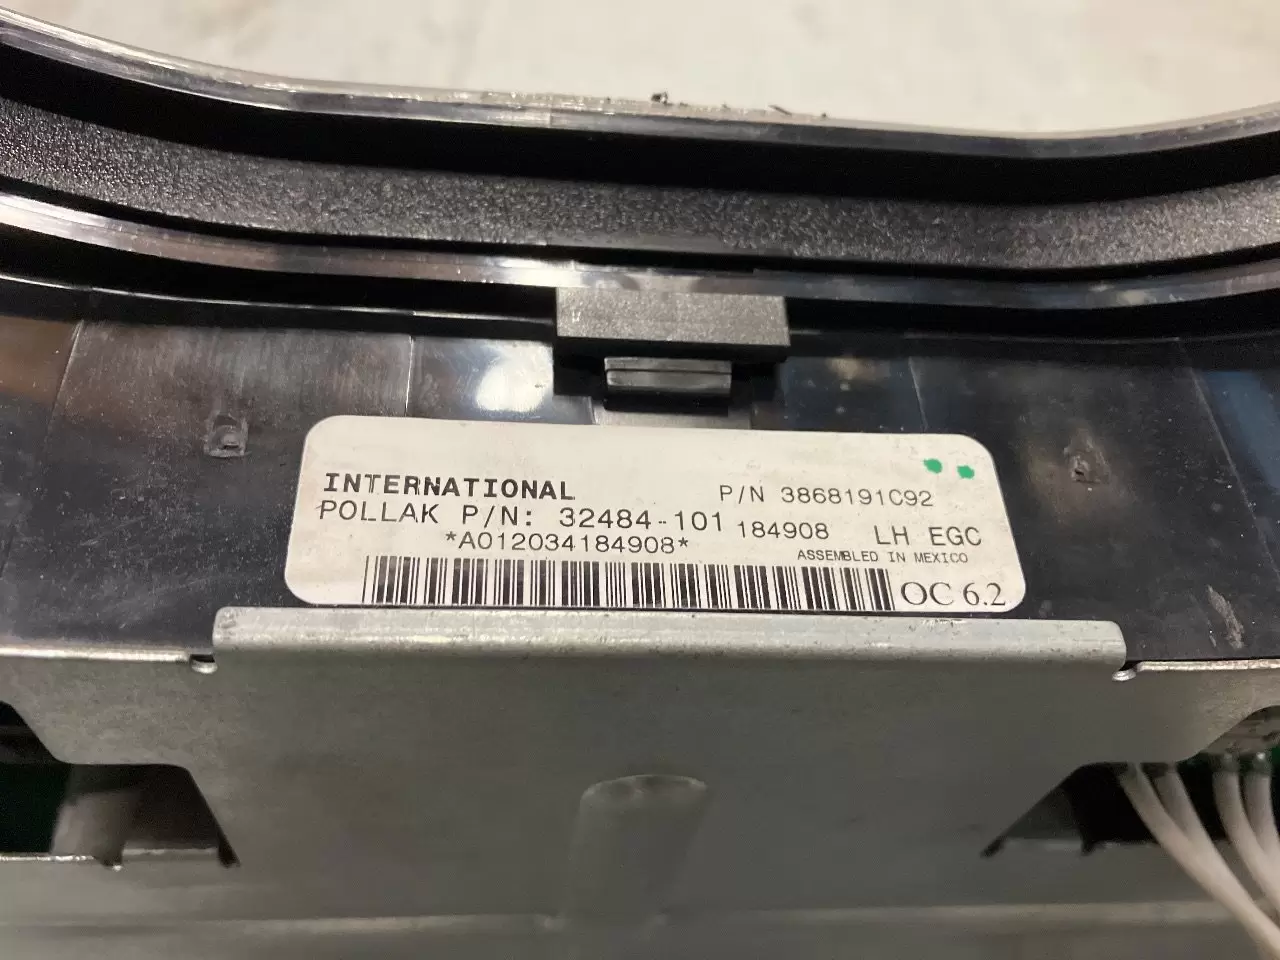 INTERNATIONAL P/N 3868191C92
POLLAK P/N: 32484-101 184908 LH EGC
*A012034184908* ASSEMBLED IN MEXICO
OC 6.2